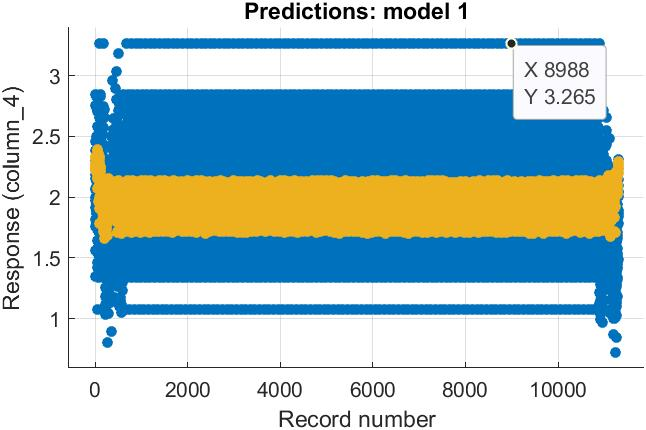 Predictions: model 1
Response (column_4)
3
2.5
2
1.5
1
X 8988
Y 3.265
0
2000
4000
6000
8000
10000
Record number